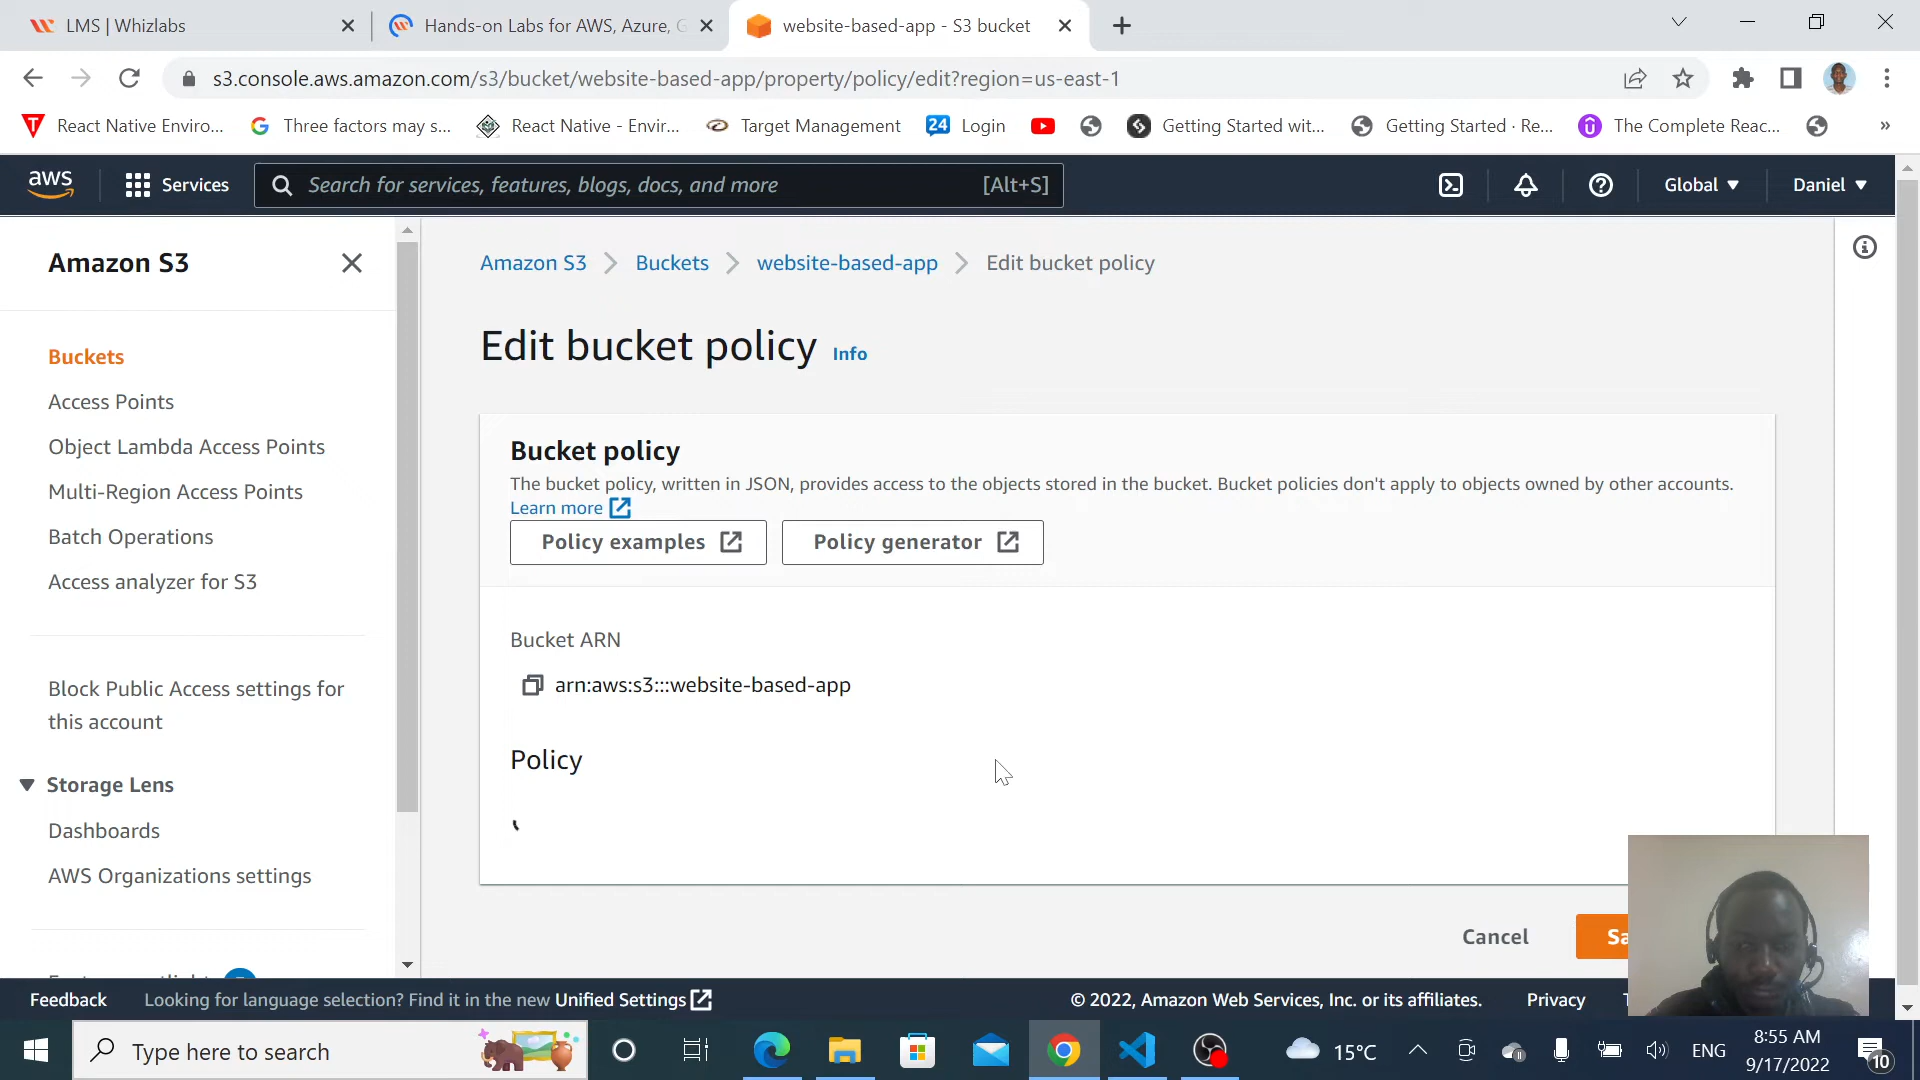 LMS | Whizlabs
Hands-on Labs for AWS, Azure, G
website-based-app - S3 bucket
s3.console.aws.amazon.com/s3/bucket/website-based-app/property/policy/edit?region=us-east-1
React Native Enviro...
Three factors may s...
React Native - Envir...
Target Management
24
Login
Getting Started wit...
Getting Started · Re...
The Complete Reac...
»
aws
Services
Search for services, features, blogs, docs, and more
[Alt+S]
Global
Daniel
Amazon S3
Buckets
Access Points
Object Lambda Access Points
Multi-Region Access Points
Batch Operations
Access analyzer for S3
Block Public Access settings for
this account
Storage Lens
Dashboards
AWS Organizations settings
Amazon S3
Buckets
website-based-app
Edit bucket policy
Edit bucket policy
Info
Bucket policy
The bucket policy, written in JSON, provides access to the objects stored in the bucket. Bucket policies don't apply to objects owned by other accounts.
Learn more
Policy examples
Policy generator
Bucket ARN
arn:aws:s3:::website-based-app
Policy
Cancel
Sa
Feedback
Looking for language selection? Find it in the new Unified Settings
© 2022, Amazon Web Services, Inc. or its affiliates.
Privacy
Type here to search
15°C
ENG
8:55 AM
9/17/2022
10